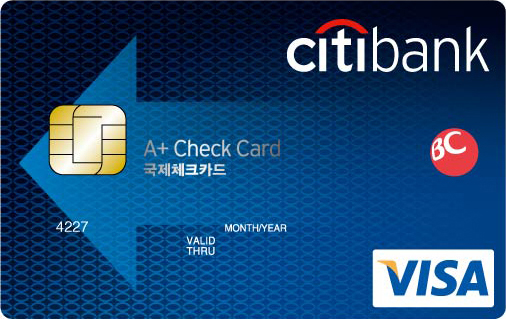 citibank
A+ Check Card
국제체크카드
BC
4227
MONTH/YEAR
VALID
THRU
VISA